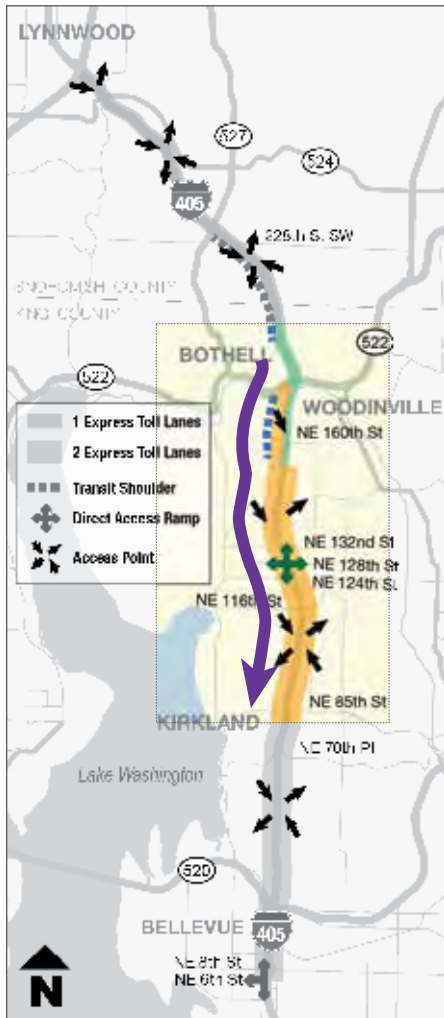 LYNNWOOD
527
524
405
228th St SW
SNOHOMISH COUNTY
KING COUNTY
BOTHELL
522
522
WOODINVILLE
1 Express Toll Lanes
2 Express Toll Lanes
Transit Shoulder
Direct Access Ramp
Access Point
NE 160th St
NE 132nd St
NE 128th St
NE 124th St
NE 116th St
NE 85th St
KIRKLAND
NE 70th Pl
Lake Washington
520
BELLEVUE
405
NE 8th St
NE 6th St
N